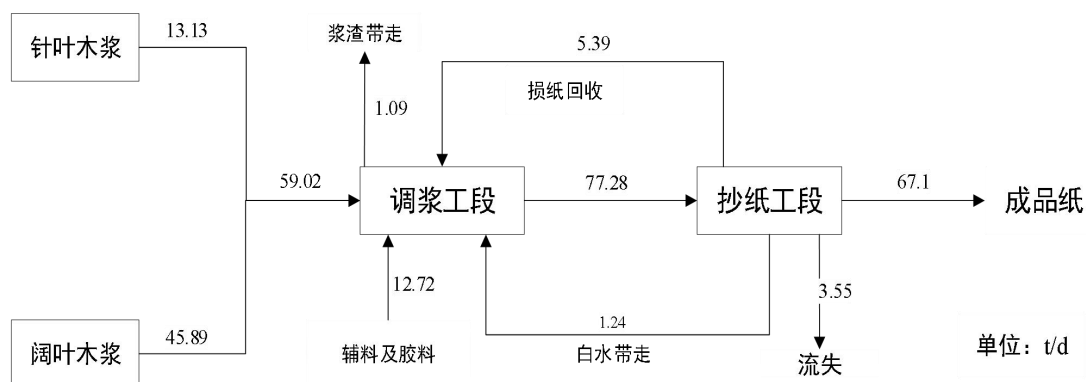 针叶木浆
13.13
浆渣带走
5.39
损纸回收
1.09
59.02
调浆工段
77.28
抄纸工段
67.1
成品纸
12.72
3.55
1.24
阔叶木浆
45.89
辅料及胶料
白水带走
流失
单位：t/d